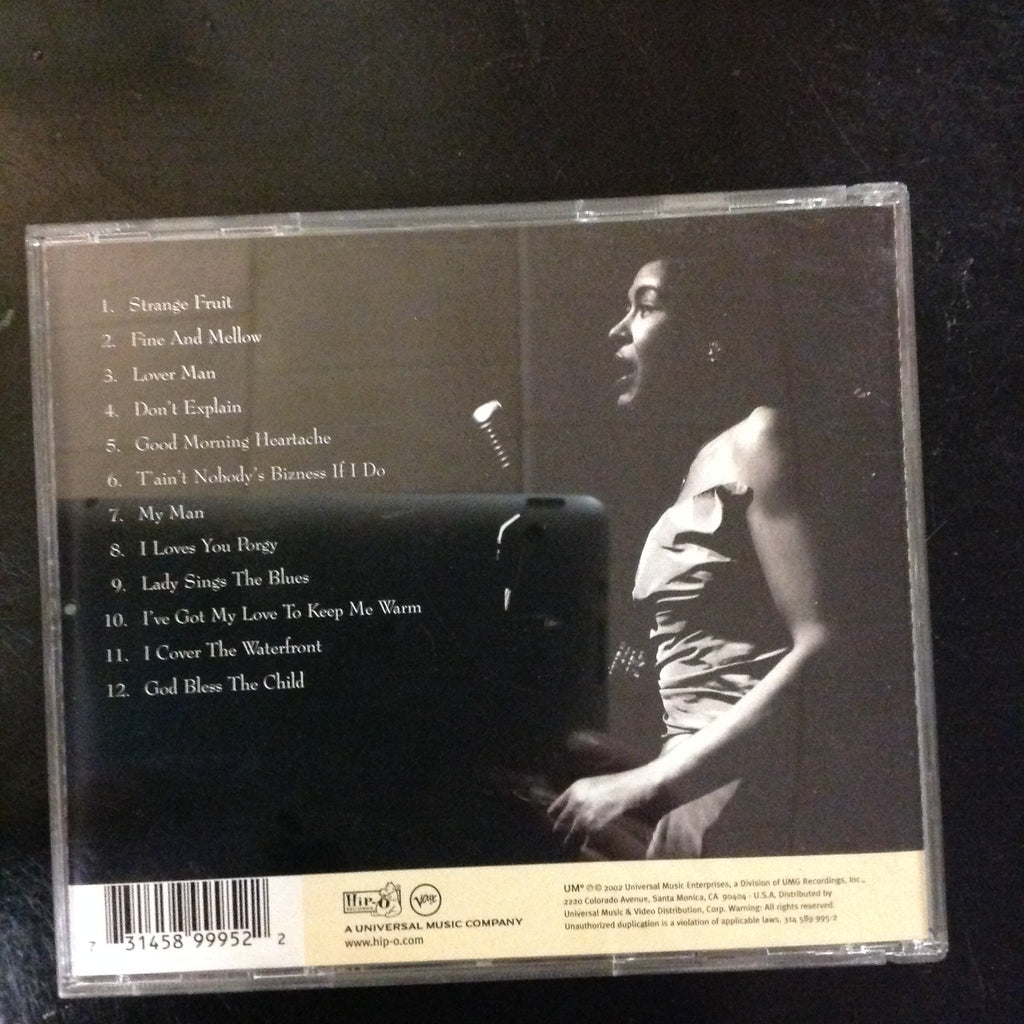 1. Strange Fruit
2. Fine And Mellow
3. Lover Man
4. Don't Explain
5. Good Morning Heartache
6. T'ain't Nobody's Bizness If I Do
7. My Man
8. I Loves You Porgy
9. Lady Sings The Blues
10. I've Got My Love To Keep Me Warm
11. I Cover The Waterfront
12. God Bless The Child
7 31458 99952 2
Hip-O
RECORDS
Verve
A UNIVERSAL MUSIC COMPANY
www.hip-o.com
UMe ℗© 2002 Universal Music Enterprises, a Division of UMG Recordings, Inc.,
2220 Colorado Avenue, Santa Monica, CA 90404 · U.S.A. Distributed by
Universal Music & Video Distribution, Corp. Warning: All rights reserved.
Unauthorized duplication is a violation of applicable laws. 314 589 995-2